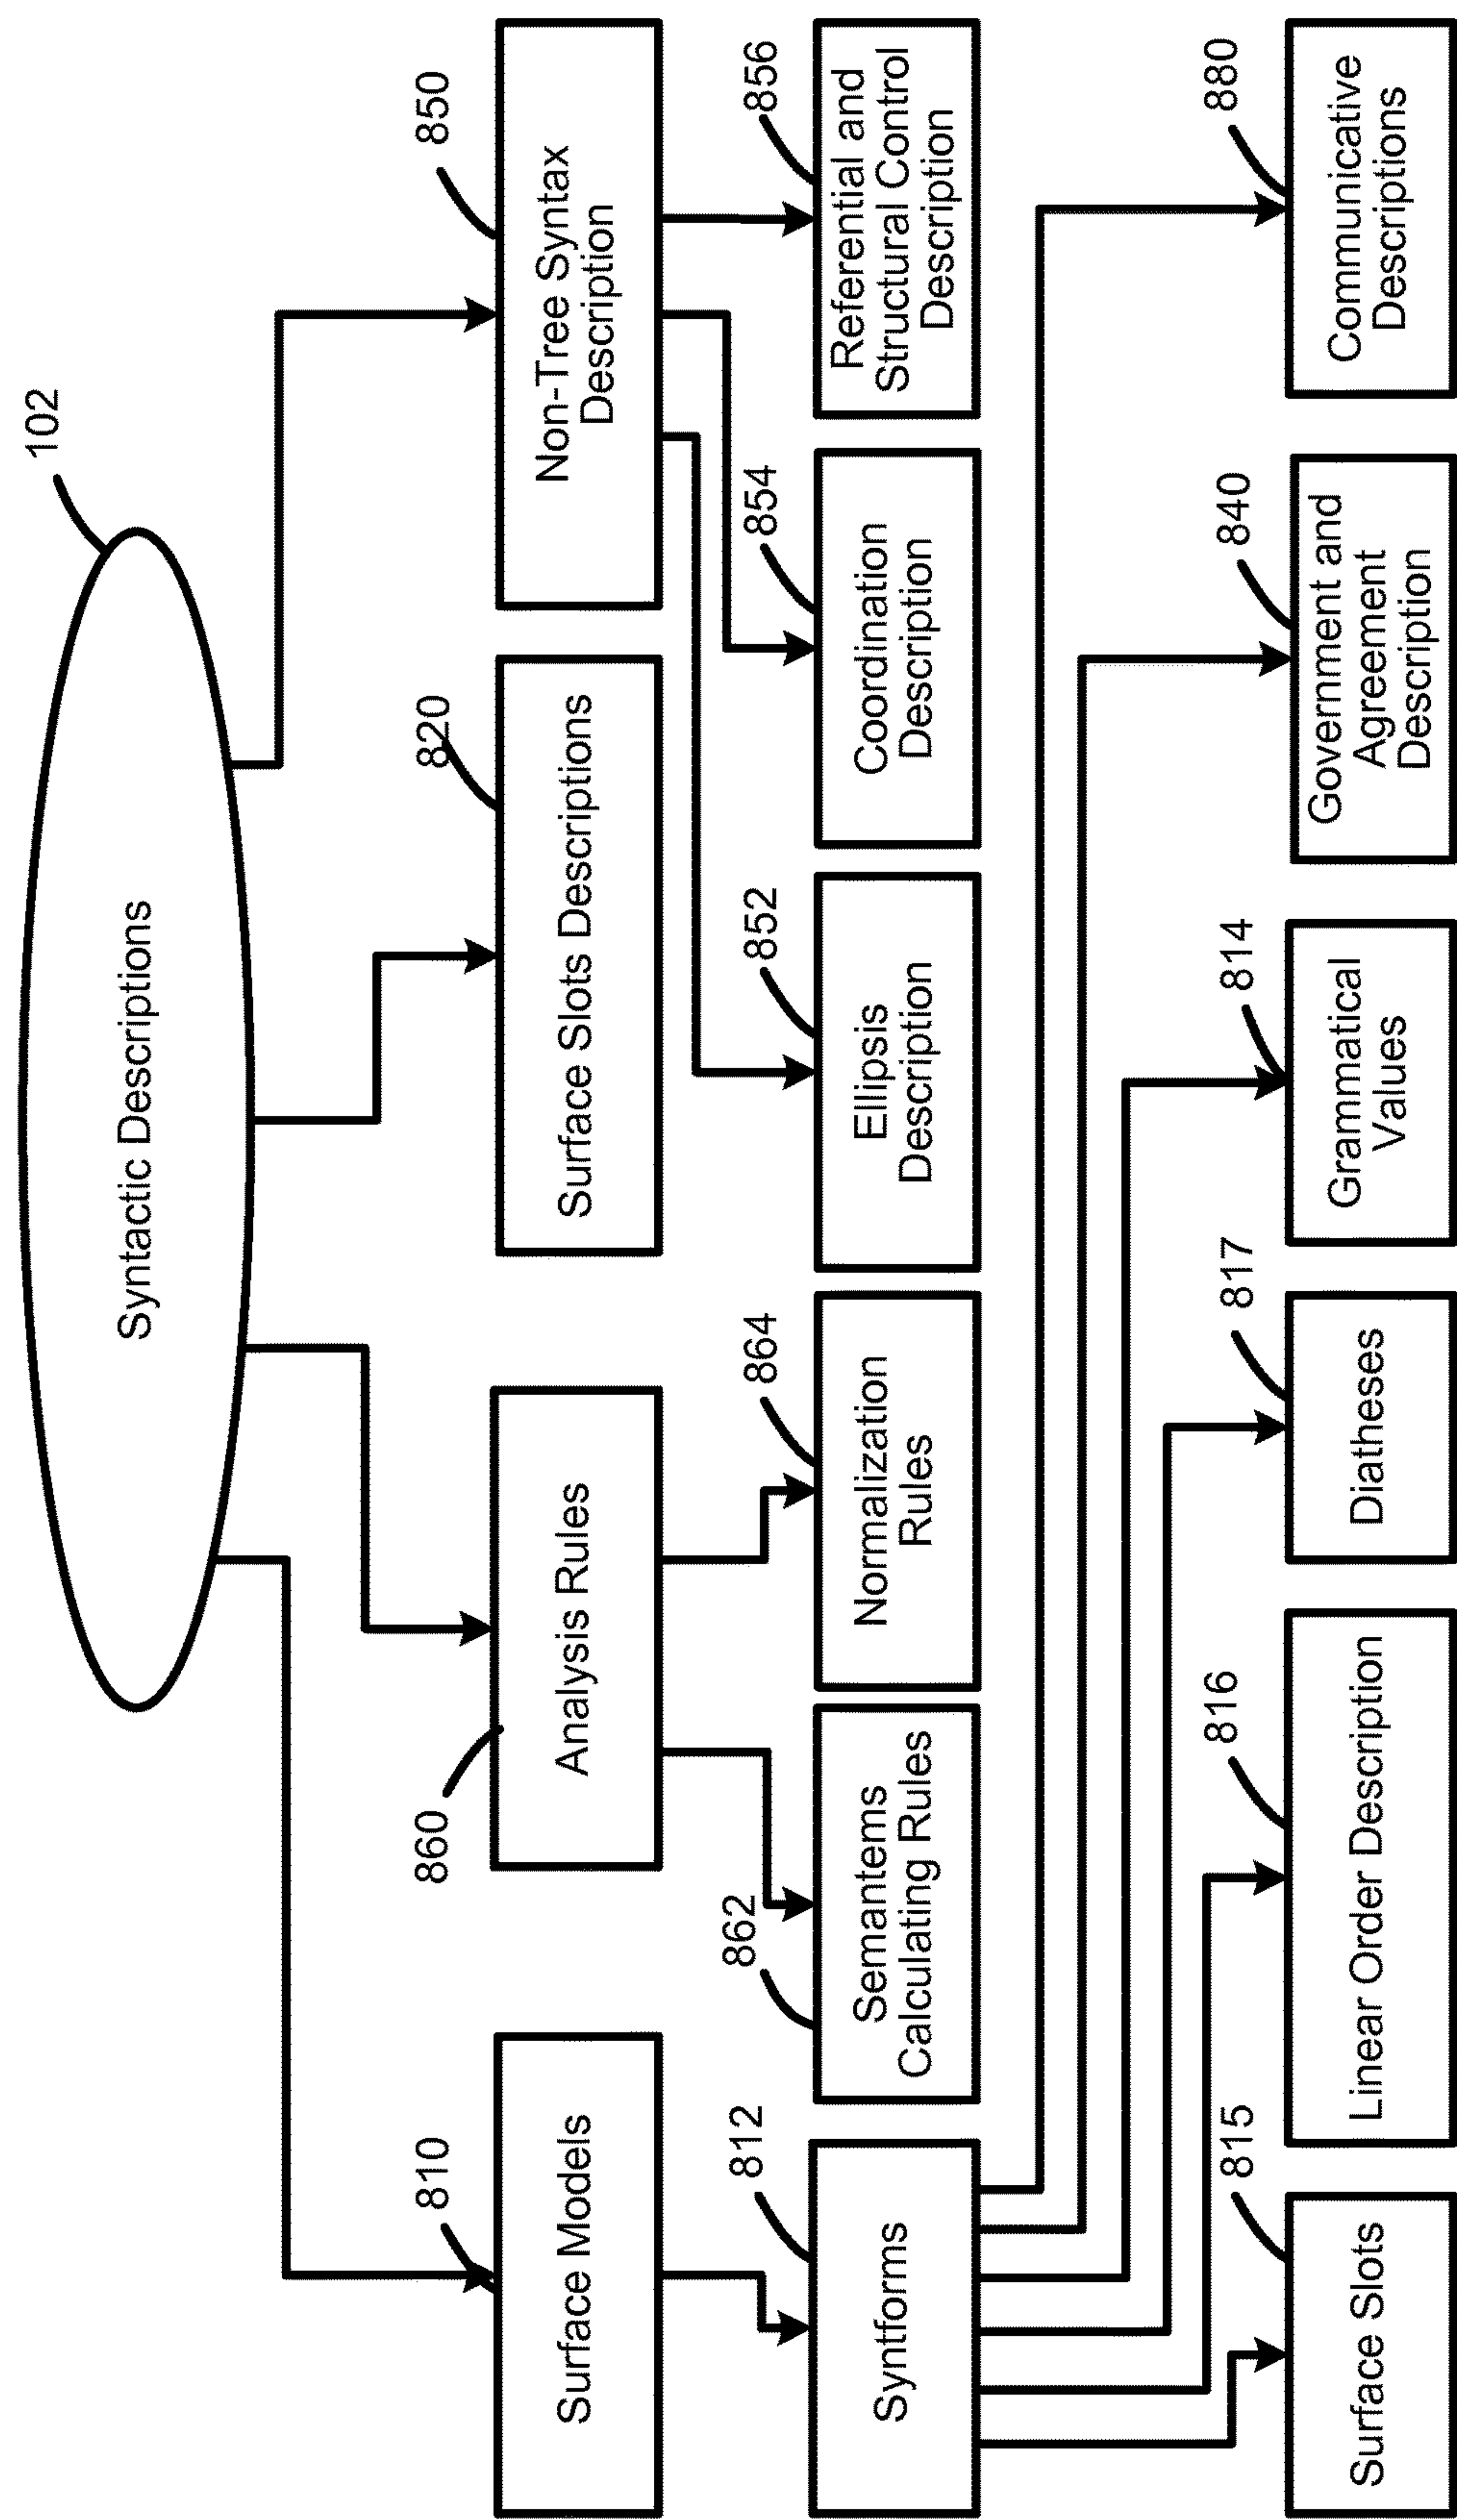 102
Syntactic Descriptions
810
860
820
850
Surface Models
Analysis Rules
Surface Slots Descriptions
Non-Tree Syntax
Description
812
862
864
852
854
856
Syntforms
Semantems
Calculating Rules
Normalization
Rules
Ellipsis
Description
Coordination
Description
Referential and
Structural Control
Description
815
816
817
814
840
880
Surface Slots
Linear Order Description
Diatheses
Grammatical
Values
Government and
Agreement
Description
Communicative
Descriptions